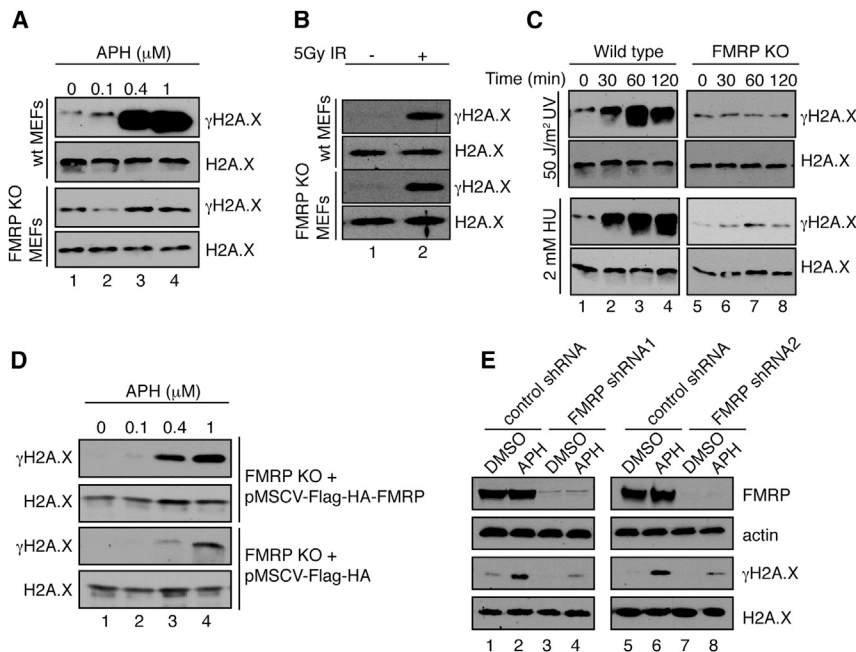 A
APH (μM)
0 0.1 0.4 1
wt MEFs
γH2A.X
H2A.X
FMRP KO
MEFs
γH2A.X
H2A.X
1 2 3 4
B
5Gy IR - +
wt MEFs
γH2A.X
H2A.X
FMRP KO
MEFs
γH2A.X
H2A.X
1 2
C
Wild type FMRP KO
Time (min) 0 30 60 120 0 30 60 120
50 J/m² UV
γH2A.X
H2A.X
2 mM HU
γH2A.X
H2A.X
1 2 3 4 5 6 7 8
D
APH (μM)
0 0.1 0.4 1
γH2A.X
H2A.X
FMRP KO +
pMSCV-Flag-HA-FMRP
γH2A.X
H2A.X
FMRP KO +
pMSCV-Flag-HA
1 2 3 4
E
control shRNA FMRP shRNA1 control shRNA FMRP shRNA2
DMSO APH DMSO APH DMSO APH DMSO APH
FMRP
actin
γH2A.X
H2A.X
1 2 3 4 5 6 7 8